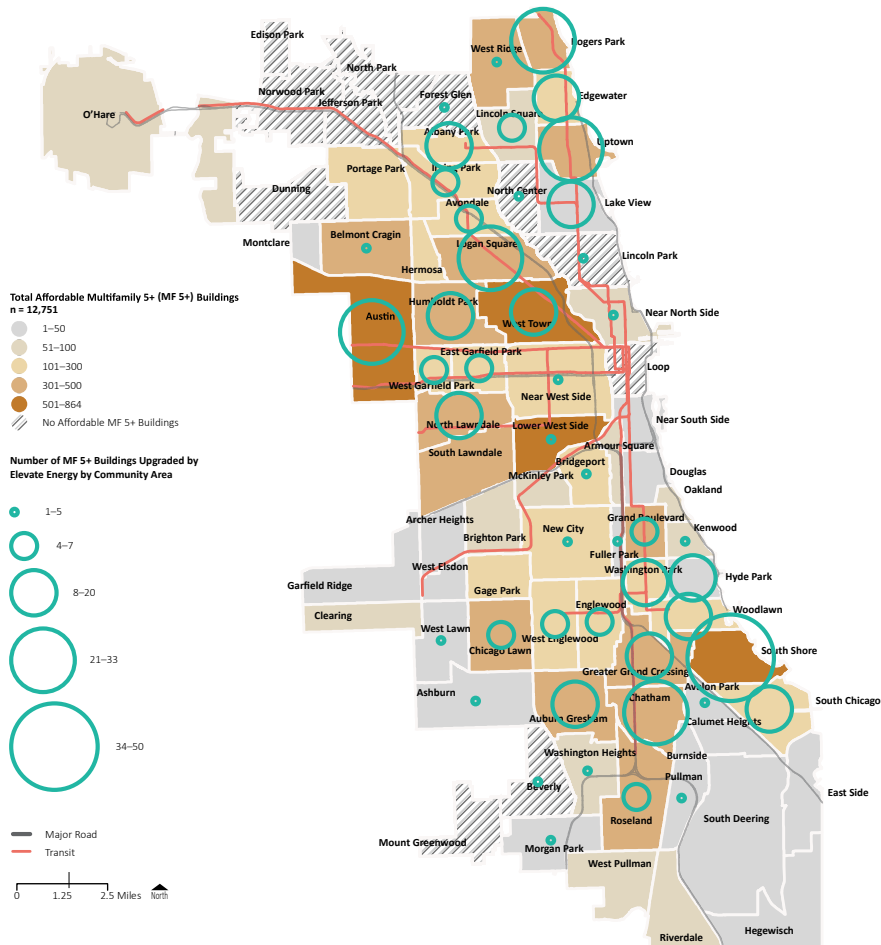 Edison Park
Rogers Park
West Ridge
North Park
Norwood Park
Jefferson Park
Forest Glen
Edgewater
O'Hare
Lincoln Square
Albany Park
Uptown
Portage Park
Irving Park
Dunning
North Center
Avondale
Lake View
Montclare
Belmont Cragin
Logan Square
Lincoln Park
Hermosa
Total Affordable Multifamily 5+ (MF 5+) Buildings
n = 12,751
1–50
51–100
101–300
301–500
501–864
No Affordable MF 5+ Buildings
Humboldt Park
Austin
West Town
Near North Side
East Garfield Park
Loop
West Garfield Park
Near West Side
North Lawndale
Lower West Side
Near South Side
Armour Square
South Lawndale
Bridgeport
McKinley Park
Douglas
Oakland
Number of MF 5+ Buildings Upgraded by
Elevate Energy by Community Area
1–5
4–7
8–20
21–33
34–50
Archer Heights
Brighton Park
New City
Grand Boulevard
Kenwood
Fuller Park
West Elsdon
Washington Park
Hyde Park
Garfield Ridge
Gage Park
Englewood
Woodlawn
Clearing
West Lawn
West Englewood
Chicago Lawn
South Shore
Greater Grand Crossing
Avalon Park
Ashburn
Chatham
South Chicago
Auburn Gresham
Calumet Heights
Washington Heights
Burnside
Pullman
Beverly
East Side
Roseland
South Deering
Mount Greenwood
Morgan Park
West Pullman
Riverdale
Hegewisch
Major Road
Transit
0 1.25 2.5 Miles North